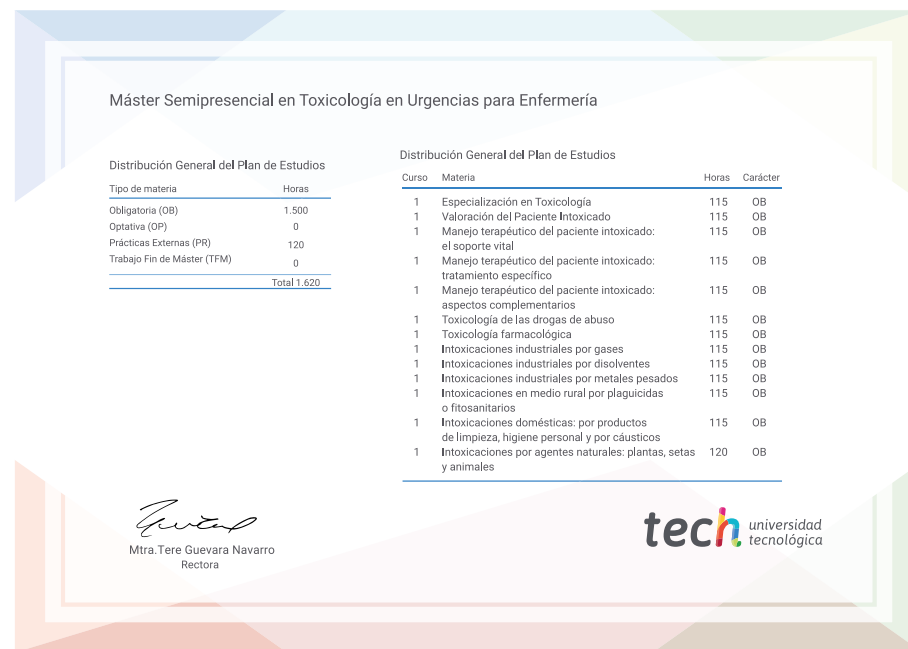 Máster Semipresencial en Toxicología en Urgencias para Enfermería
Distribución General del Plan de Estudios
Tipo de materia Horas
Obligatoria (OB) 1.500
Optativa (OP) 0
Prácticas Externas (PR) 120
Trabajo Fin de Máster (TFM) 0
Total 1.620
Distribución General del Plan de Estudios
Curso Materia Horas Carácter
1 Especialización en Toxicología 115 OB
1 Valoración del Paciente Intoxicado 115 OB
1 Manejo terapéutico del paciente intoxicado: 115 OB
el soporte vital
1 Manejo terapéutico del paciente intoxicado: 115 OB
tratamiento específico
1 Manejo terapéutico del paciente intoxicado: 115 OB
aspectos complementarios
1 Toxicología de las drogas de abuso 115 OB
1 Toxicología farmacológica 115 OB
1 Intoxicaciones industriales por gases 115 OB
1 Intoxicaciones industriales por disolventes 115 OB
1 Intoxicaciones industriales por metales pesados 115 OB
1 Intoxicaciones en medio rural por plaguicidas 115 OB
o fitosanitarios
1 Intoxicaciones domésticas: por productos 115 OB
de limpieza, higiene personal y por cáusticos
1 Intoxicaciones por agentes naturales: plantas, setas 120 OB
y animales
Mtra.Tere Guevara Navarro
Rectora
tech universidad
tecnológica